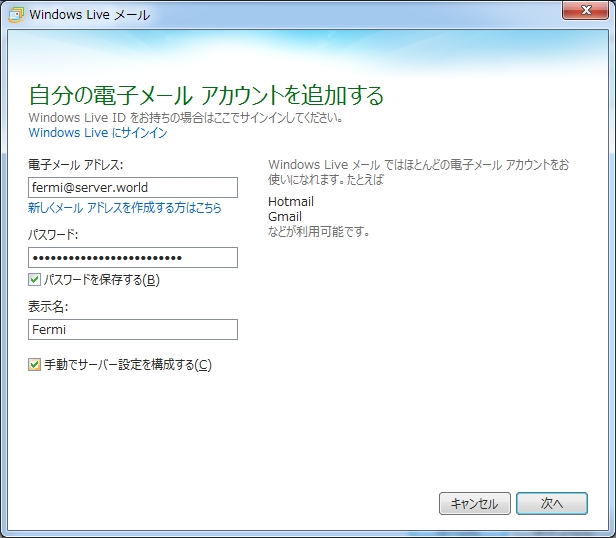 Windows Live メール
自分の電子メール アカウントを追加する
Windows Live ID をお持ちの場合はここでサインインしてください。
Windows Live にサインイン
電子メール アドレス:
fermi@server.world
新しくメール アドレスを作成する方はこちら
パスワード:
●●●●●●●●●●●●●●●●●●●●●●●●●
パスワードを保存する(B)
表示名:
Fermi
手動でサーバー設定を構成する(C)
Windows Live メール ではほとんどの電子メール アカウントをお
使いになれます。たとえば
Hotmail
Gmail
などが利用可能です。
キャンセル
次へ